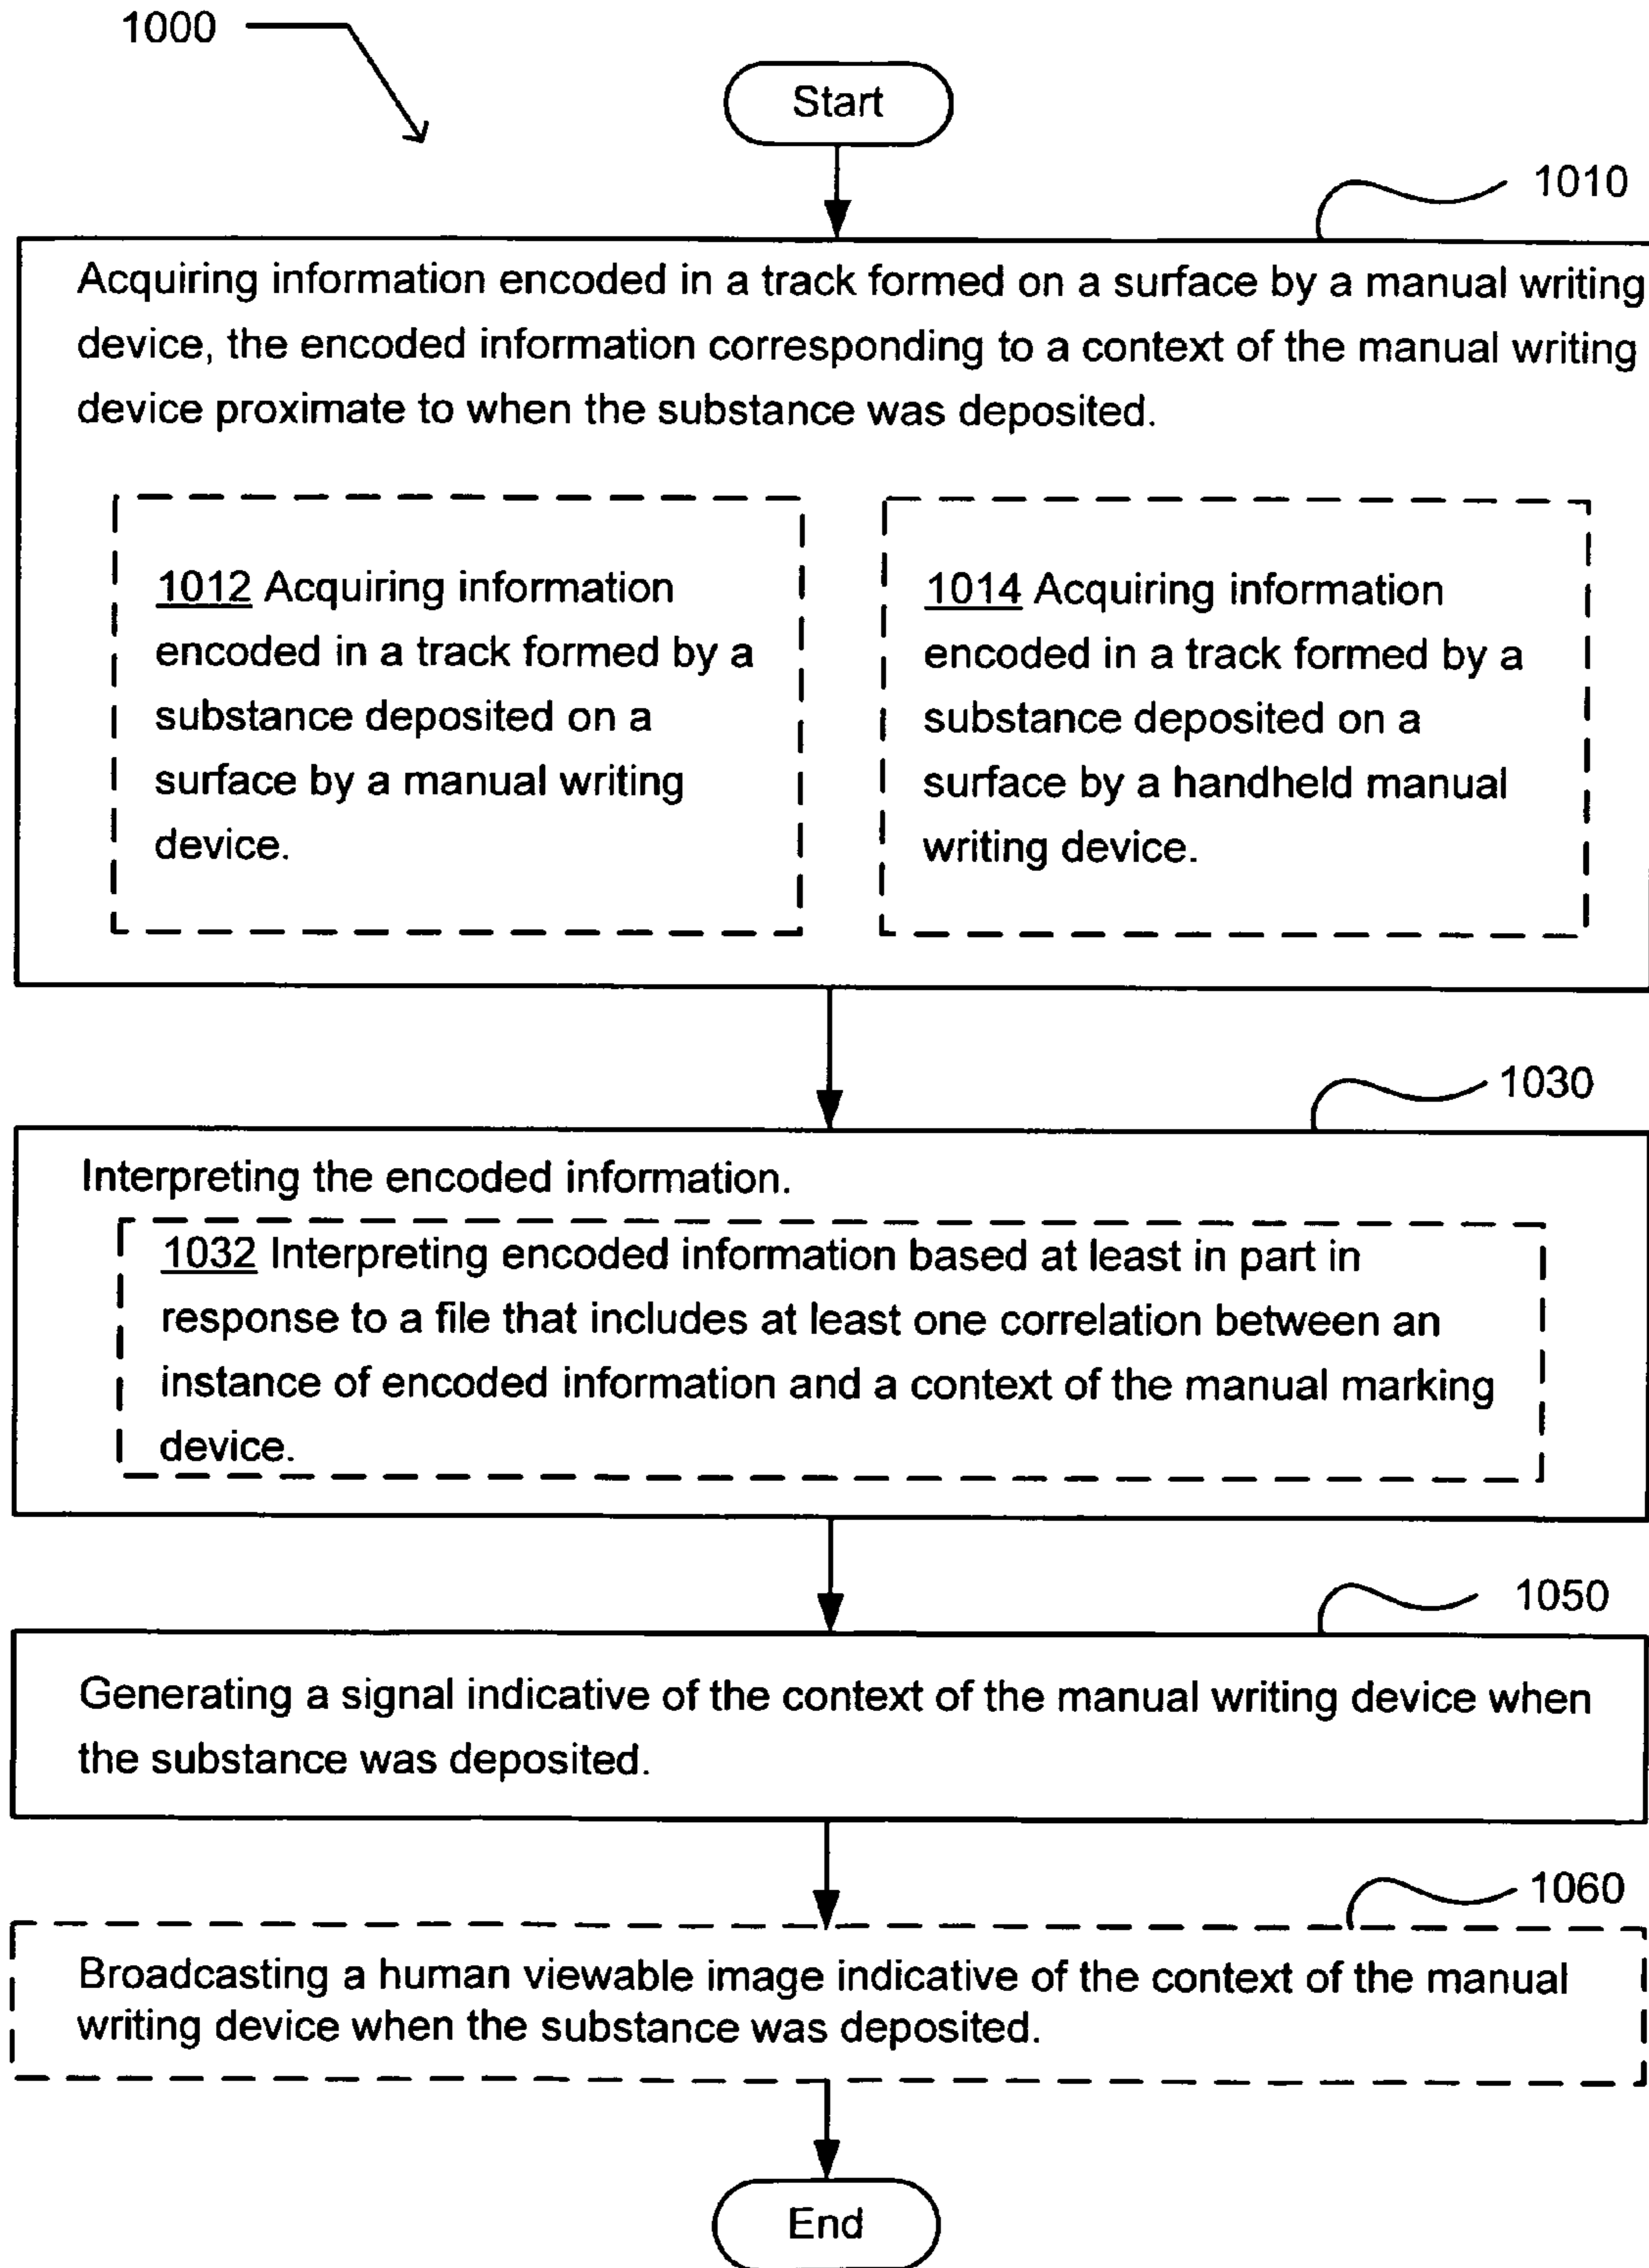 1000
Start
1010
Acquiring information encoded in a track formed on a surface by a manual writing
device, the encoded information corresponding to a context of the manual writing
device proximate to when the substance was deposited.
1012 Acquiring information
encoded in a track formed by a
substance deposited on a
surface by a manual writing
device.
1014 Acquiring information
encoded in a track formed by a
substance deposited on a
surface by a handheld manual
writing device.
1030
Interpreting the encoded information.
1032 Interpreting encoded information based at least in part in
response to a file that includes at least one correlation between an
instance of encoded information and a context of the manual marking
device.
1050
Generating a signal indicative of the context of the manual writing device when
the substance was deposited.
1060
Broadcasting a human viewable image indicative of the context of the manual
writing device when the substance was deposited.
End